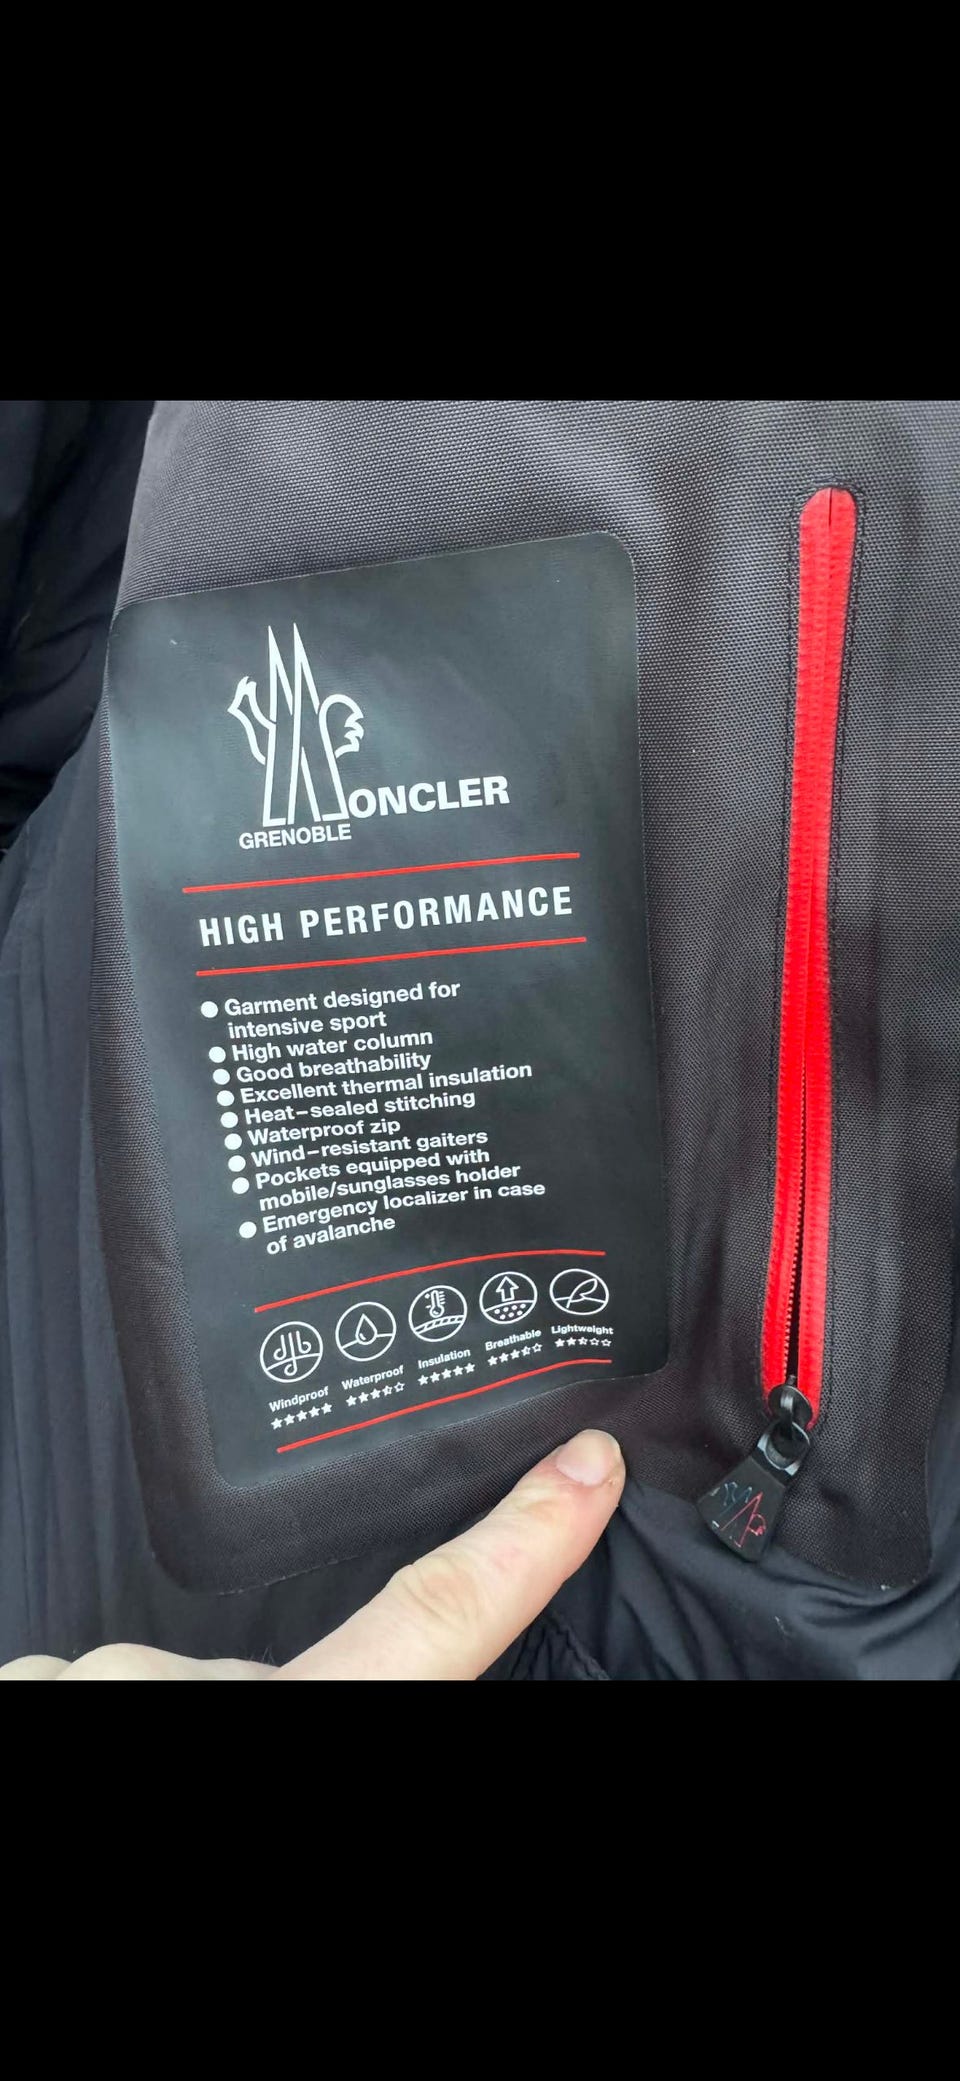 MONCLER
GRENOBLE
HIGH PERFORMANCE
● Garment designed for
intensive sport
● High water column
● Good breathability
● Excellent thermal insulation
● Heat-sealed stitching
● Waterproof zip
● Wind-resistant gaiters
● Pockets equipped with
mobile/sunglasses holder
● Emergency localizer in case
of avalanche
Windproof Waterproof Insulation Breathable Lightweight